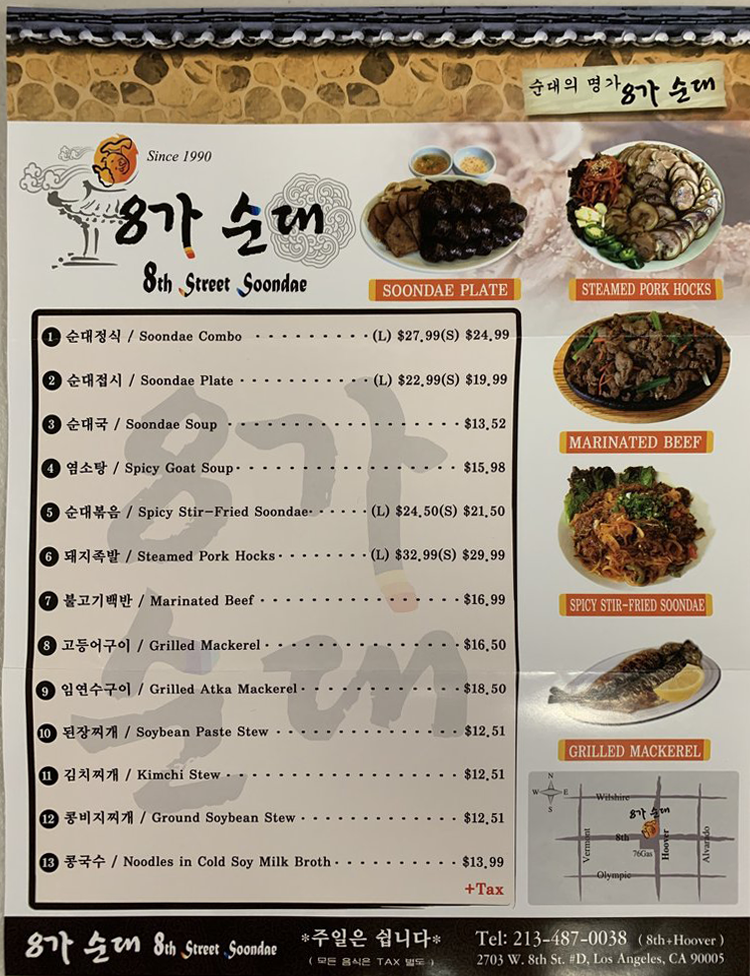 순대의 명가 8가 순대
Since 1990
8가 순대
8th Street Soondae
SOONDAE PLATE
STEAMED PORK HOCKS
1 순대정식 / Soondae Combo (L) $27.99(S) $24.99
2 순대접시 / Soondae Plate (L) $22.99(S) $19.99
3 순대국 / Soondae Soup $13.52
4 염소탕 / Spicy Goat Soup $15.98
5 순대볶음 / Spicy Stir-Fried Soondae (L) $24.50(S) $21.50
6 돼지족발 / Steamed Pork Hocks (L) $32.99(S) $29.99
7 불고기백반 / Marinated Beef $16.99
8 고등어구이 / Grilled Mackerel $16.50
9 임연수구이 / Grilled Atka Mackerel $18.50
10 된장찌개 / Soybean Paste Stew $12.51
11 김치찌개 / Kimchi Stew $12.51
12 콩비지찌개 / Ground Soybean Stew $12.51
13 콩국수 / Noodles in Cold Soy Milk Broth $13.99
+Tax
8가
순대
MARINATED BEEF
SPICY STIR-FRIED SOONDAE
GRILLED MACKEREL
N
W E
S
Wilshire
8가 순대
8th
76Gas
Vermont
Hoover
Alvarado
Olympic
8가 순대 8th Street Soondae
*주일은 쉽니다*
( 모든 음식은 TAX 별도 )
Tel: 213-487-0038 ( 8th+Hoover )
2703 W. 8th St. #D, Los Angeles, CA 90005